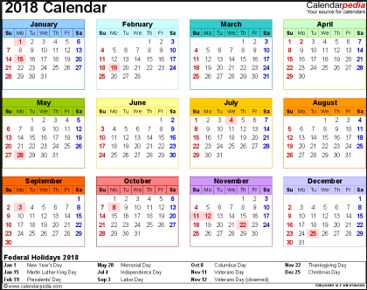 2018 Calendar
Calendarpedia
Your source for calendars
January February March April
Su Mo Tu We Th Fr Sa Su Mo Tu We Th Fr Sa Su Mo Tu We Th Fr Sa Su Mo Tu We Th Fr Sa
1 2 3 4 5 6 1 2 3 1 2 3 1 2 3 4 5 6 7
7 8 9 10 11 12 13 4 5 6 7 8 9 10 4 5 6 7 8 9 10 8 9 10 11 12 13 14
14 15 16 17 18 19 20 11 12 13 14 15 16 17 11 12 13 14 15 16 17 15 16 17 18 19 20 21
21 22 23 24 25 26 27 18 19 20 21 22 23 24 18 19 20 21 22 23 24 22 23 24 25 26 27 28
28 29 30 31 25 26 27 28 25 26 27 28 29 30 31 29 30
May June July August
Su Mo Tu We Th Fr Sa Su Mo Tu We Th Fr Sa Su Mo Tu We Th Fr Sa Su Mo Tu We Th Fr Sa
1 2 3 4 5 1 2 1 2 3 4 5 6 7 1 2 3 4
6 7 8 9 10 11 12 3 4 5 6 7 8 9 8 9 10 11 12 13 14 5 6 7 8 9 10 11
13 14 15 16 17 18 19 10 11 12 13 14 15 16 15 16 17 18 19 20 21 12 13 14 15 16 17 18
20 21 22 23 24 25 26 17 18 19 20 21 22 23 22 23 24 25 26 27 28 19 20 21 22 23 24 25
27 28 29 30 31 24 25 26 27 28 29 30 29 30 31 26 27 28 29 30 31
September October November December
Su Mo Tu We Th Fr Sa Su Mo Tu We Th Fr Sa Su Mo Tu We Th Fr Sa Su Mo Tu We Th Fr Sa
1 1 2 3 4 5 6 1 2 3 1
2 3 4 5 6 7 8 7 8 9 10 11 12 13 4 5 6 7 8 9 10 2 3 4 5 6 7 8
9 10 11 12 13 14 15 14 15 16 17 18 19 20 11 12 13 14 15 16 17 9 10 11 12 13 14 15
16 17 18 19 20 21 22 21 22 23 24 25 26 27 18 19 20 21 22 23 24 16 17 18 19 20 21 22
23 24 25 26 27 28 29 28 29 30 31 25 26 27 28 29 30 23 24 25 26 27 28 29
30 30 31
Federal Holidays 2018
Jan 1 New Year's Day May 28 Memorial Day Oct 8 Columbus Day Nov 22 Thanksgiving Day
Jan 15 Martin Luther King Day Jul 4 Independence Day Nov 11 Veterans Day Dec 25 Christmas Day
Feb 19 Presidents' Day Sep 3 Labor Day Nov 12 Veterans Day (observed)